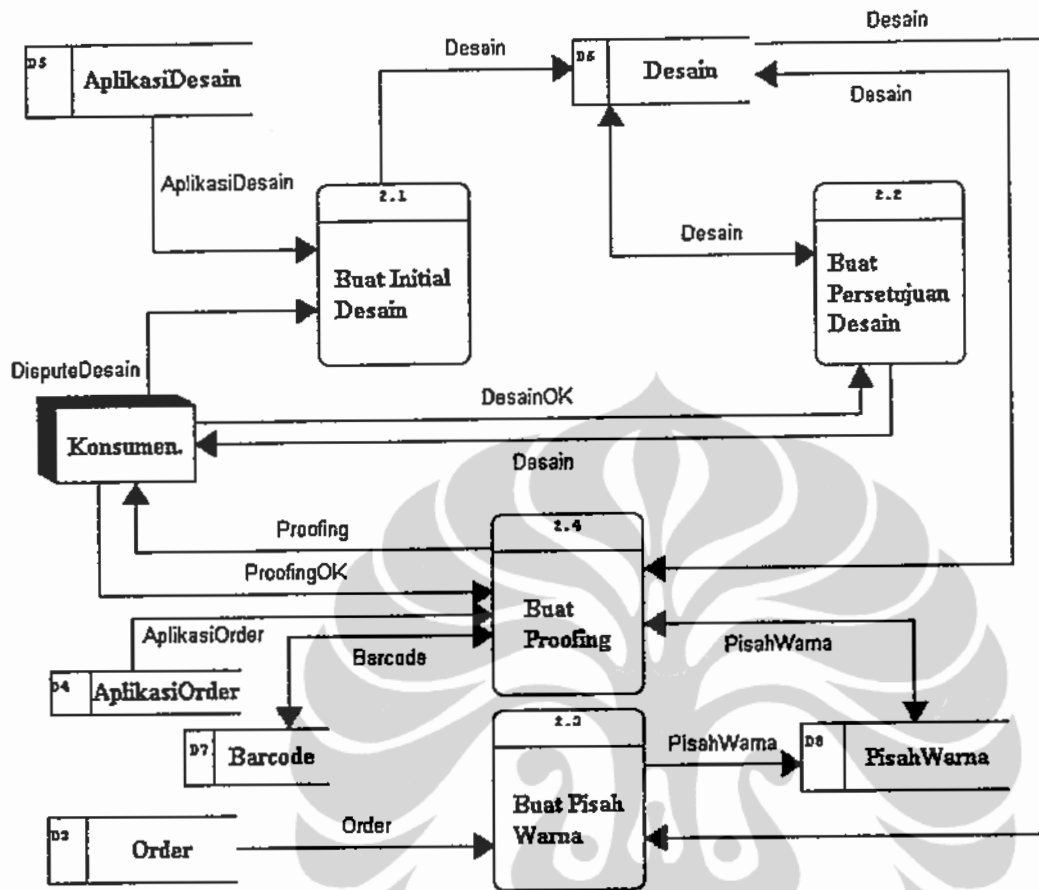 Desain
Desain
D5
AplikasiDesain
D6
Desain
Desain
AplikasiDesain
2.1
Buat Initial
Desain
Desain
2.2
Buat
Persetujuan
Desain
DisputeDesain
DesainOK
Konsumen.
Desain
Proofing
2.4
ProofingOK
Buat
Proofing
AplikasiOrder
Barcode
PisahWarna
D4
AplikasiOrder
D7
Barcode
2.3
PisahWarna
D8
PisahWarna
Buat Pisah
Warna
Order
D3
Order